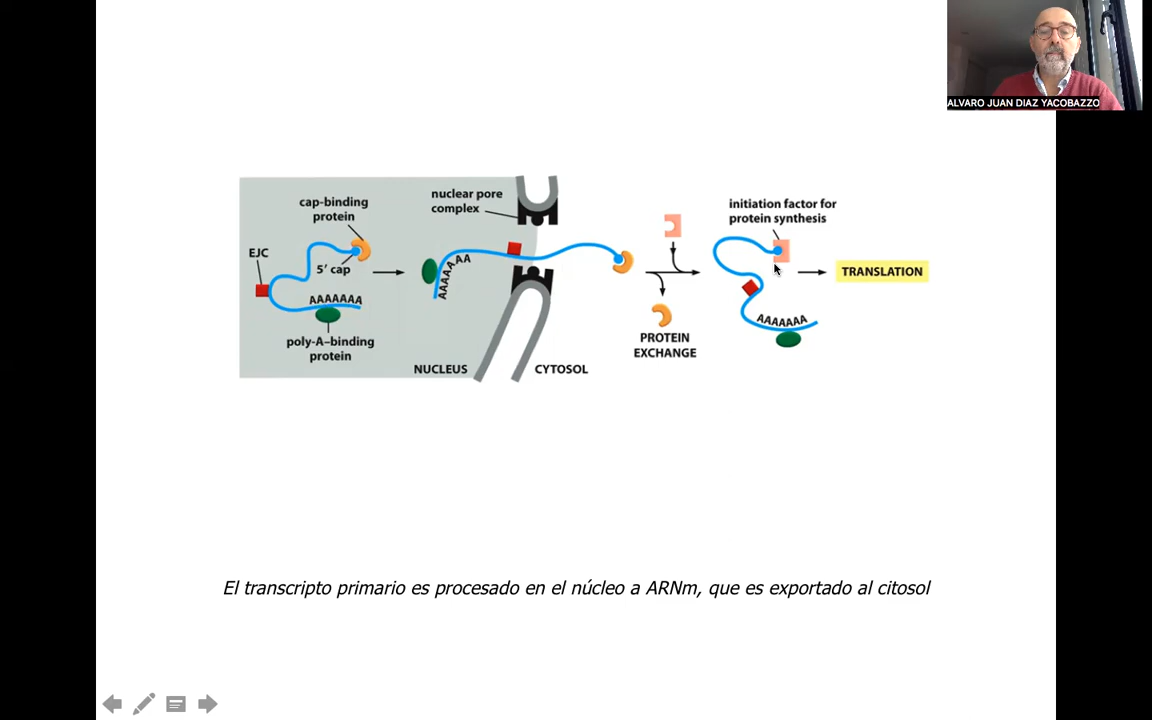 ALVARO JUAN DIAZ YACOBAZZO
cap-binding
protein
EJC
5' cap
AAAAAAA
poly-A–binding
protein
nuclear pore
complex
AAAAAAA
NUCLEUS
CYTOSOL
PROTEIN
EXCHANGE
initiation factor for
protein synthesis
AAAAAAA
TRANSLATION
El transcripto primario es procesado en el núcleo a ARNm, que es exportado al citosol